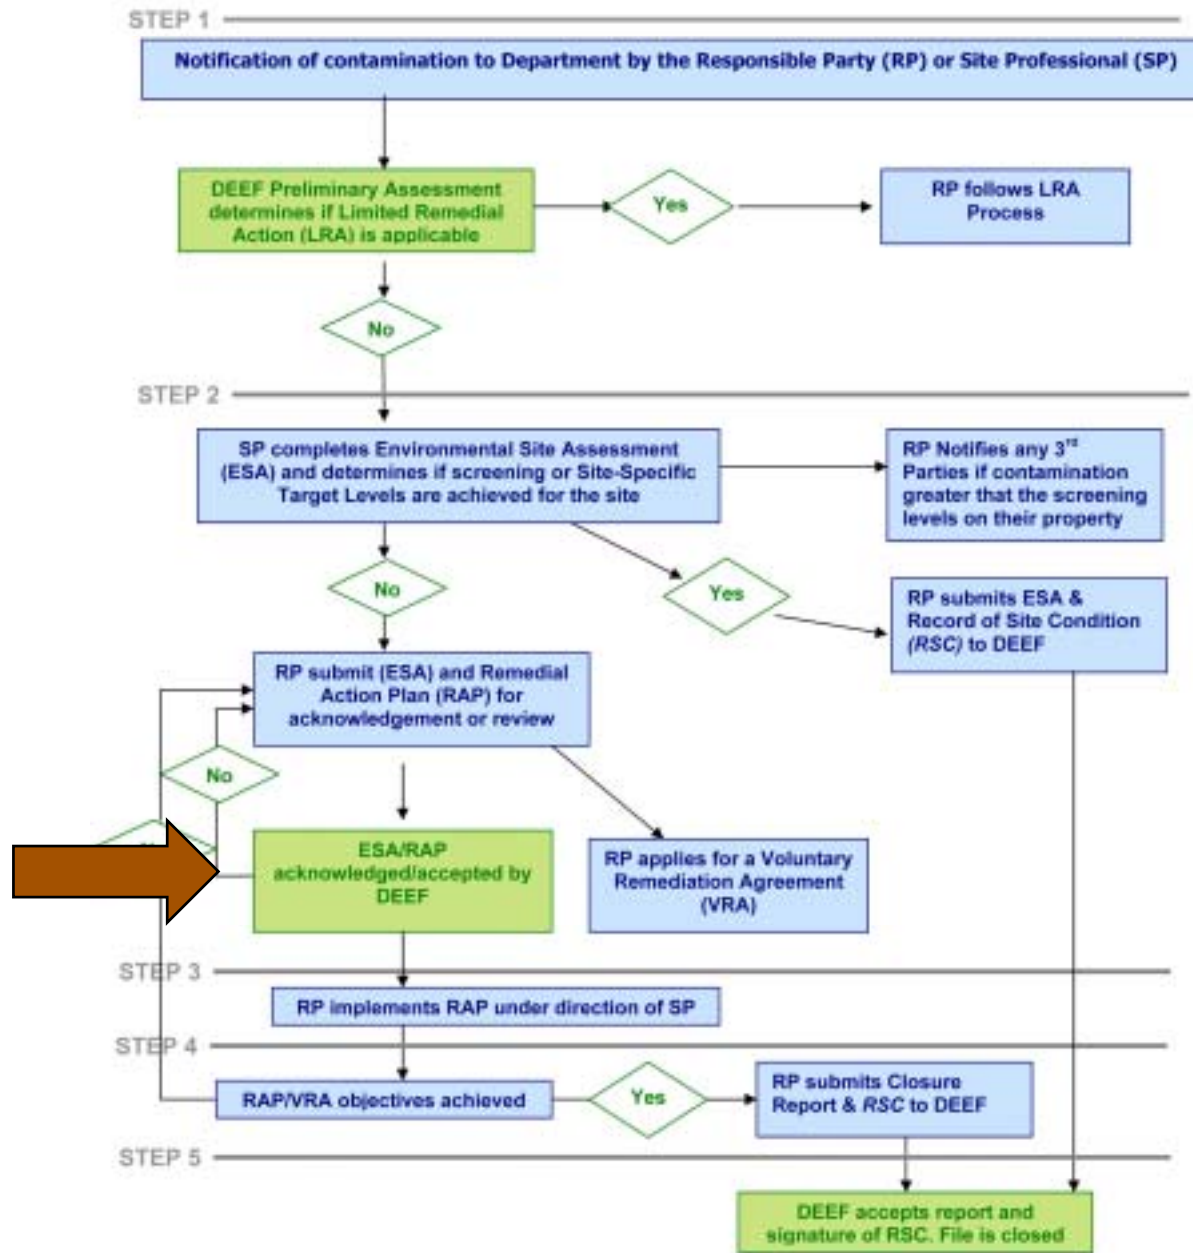 STEP 1
Notification of contamination to Department by the Responsible Party (RP) or Site Professional (SP)
DEEF Preliminary Assessment
determines if Limited Remedial
Action (LRA) is applicable
Yes
RP follows LRA
Process
No
STEP 2
SP completes Environmental Site Assessment
(ESA) and determines if screening or Site-Specific
Target Levels are achieved for the site
RP Notifies any 3rd
Parties if contamination
greater that the screening
levels on their property
No
Yes
RP submits ESA &
Record of Site Condition
(RSC) to DEEF
RP submit (ESA) and Remedial
Action Plan (RAP) for
acknowledgement or review
No
ESA/RAP
acknowledged/accepted by
DEEF
RP applies for a Voluntary
Remediation Agreement
(VRA)
STEP 3
RP implements RAP under direction of SP
STEP 4
RAP/VRA objectives achieved
Yes
RP submits Closure
Report & RSC to DEEF
STEP 5
DEEF accepts report and
signature of RSC. File is closed